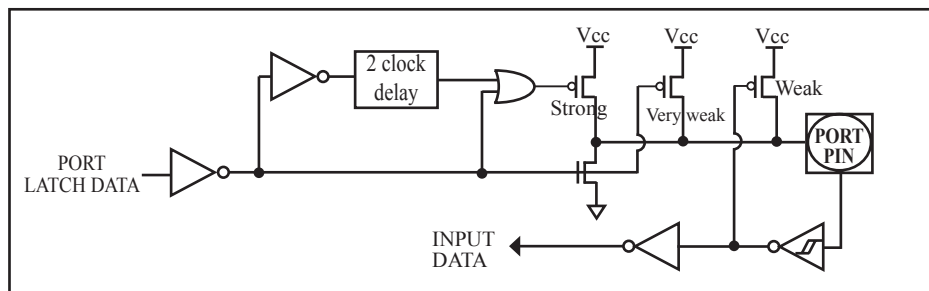 Vcc
Vcc
Vcc
2 clock
delay
Strong
Very weak
Weak
PORT
PIN
PORT
LATCH DATA
INPUT
DATA